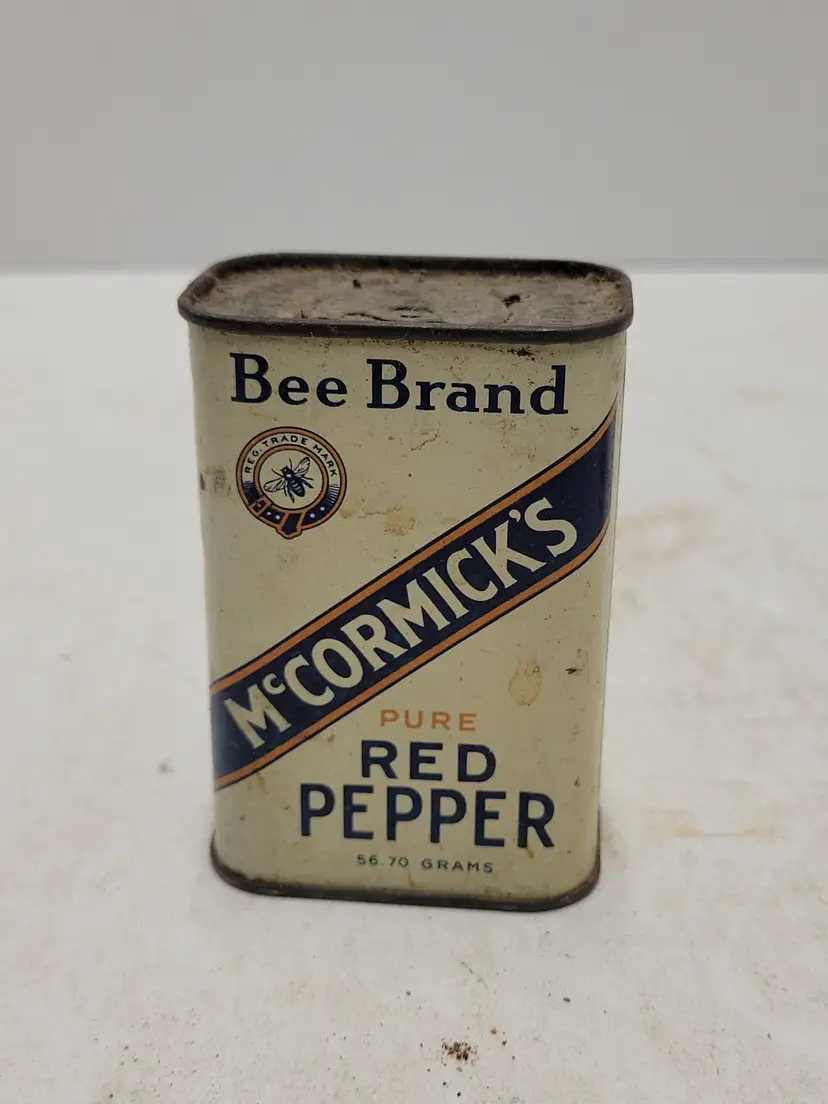 Bee Brand
REG. TRADE MARK
McCORMICK'S
PURE
RED
PEPPER
56.70 GRAMS